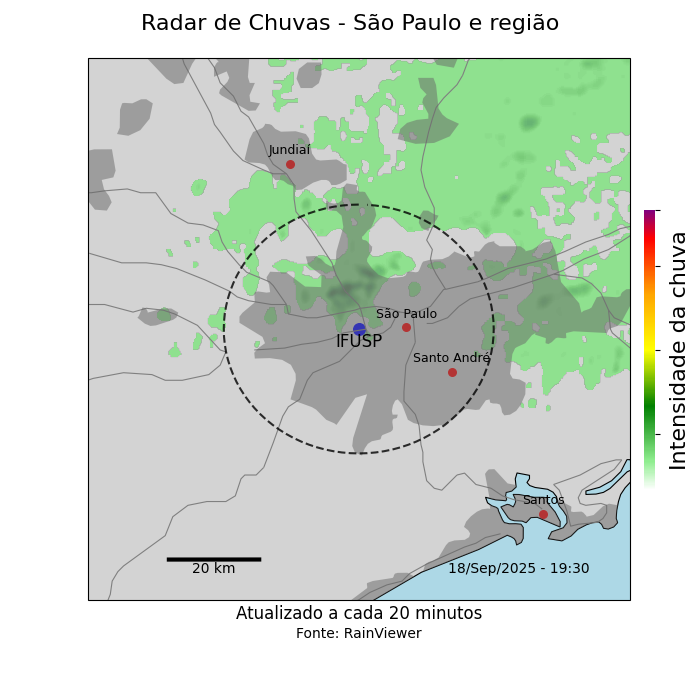 Radar de Chuvas - São Paulo e região
Jundiaí
São Paulo
IFUSP
Santo André
Santos
20 km
18/Sep/2025 - 19:30
Intensidade da chuva
Atualizado a cada 20 minutos
Fonte: RainViewer